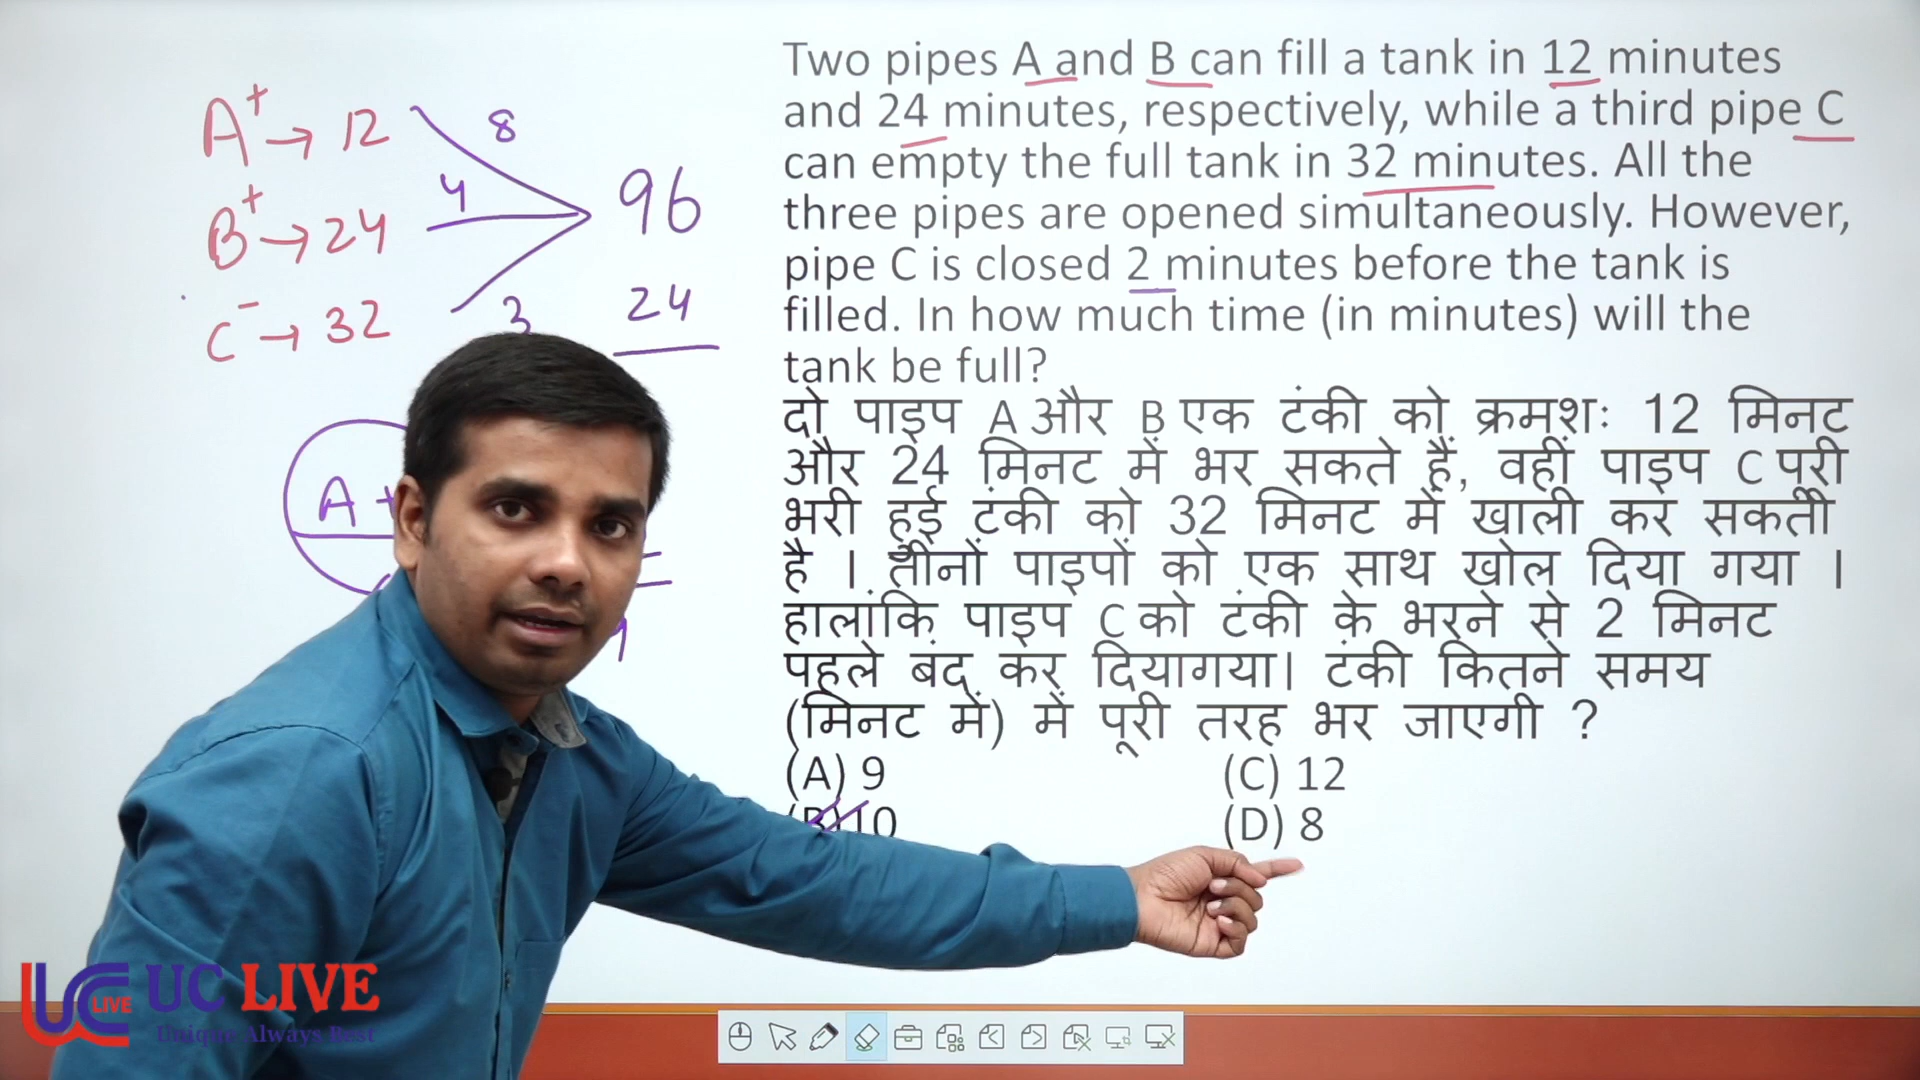 Two pipes A and B can fill a tank in 12 minutes
and 24 minutes, respectively, while a third pipe C
can empty the full tank in 32 minutes. All the
three pipes are opened simultaneously. However,
pipe C is closed 2 minutes before the tank is
filled. In how much time (in minutes) will the
tank be full?
दो पाइप A और B एक टंकी को क्रमशः 12 मिनट
और 24 मिनट में भर सकते हैं, वहीं पाइप C पूरी
भरी हुई टंकी को 32 मिनट में खाली कर सकती
है । तीनों पाइपों को एक साथ खोल दिया गया ।
हालांकि पाइप C को टंकी के भरने से 2 मिनट
पहले बंद कर दियागया। टंकी कितने समय
(मिनट में) में पूरी तरह भर जाएगी ?
(A) 9 (C) 12
(B) 10 (D) 8
A+ → 12 8
B+ → 24 4 96
C- → 32 3 24
A +
UC LIVE UC LIVE
Unique Always Best